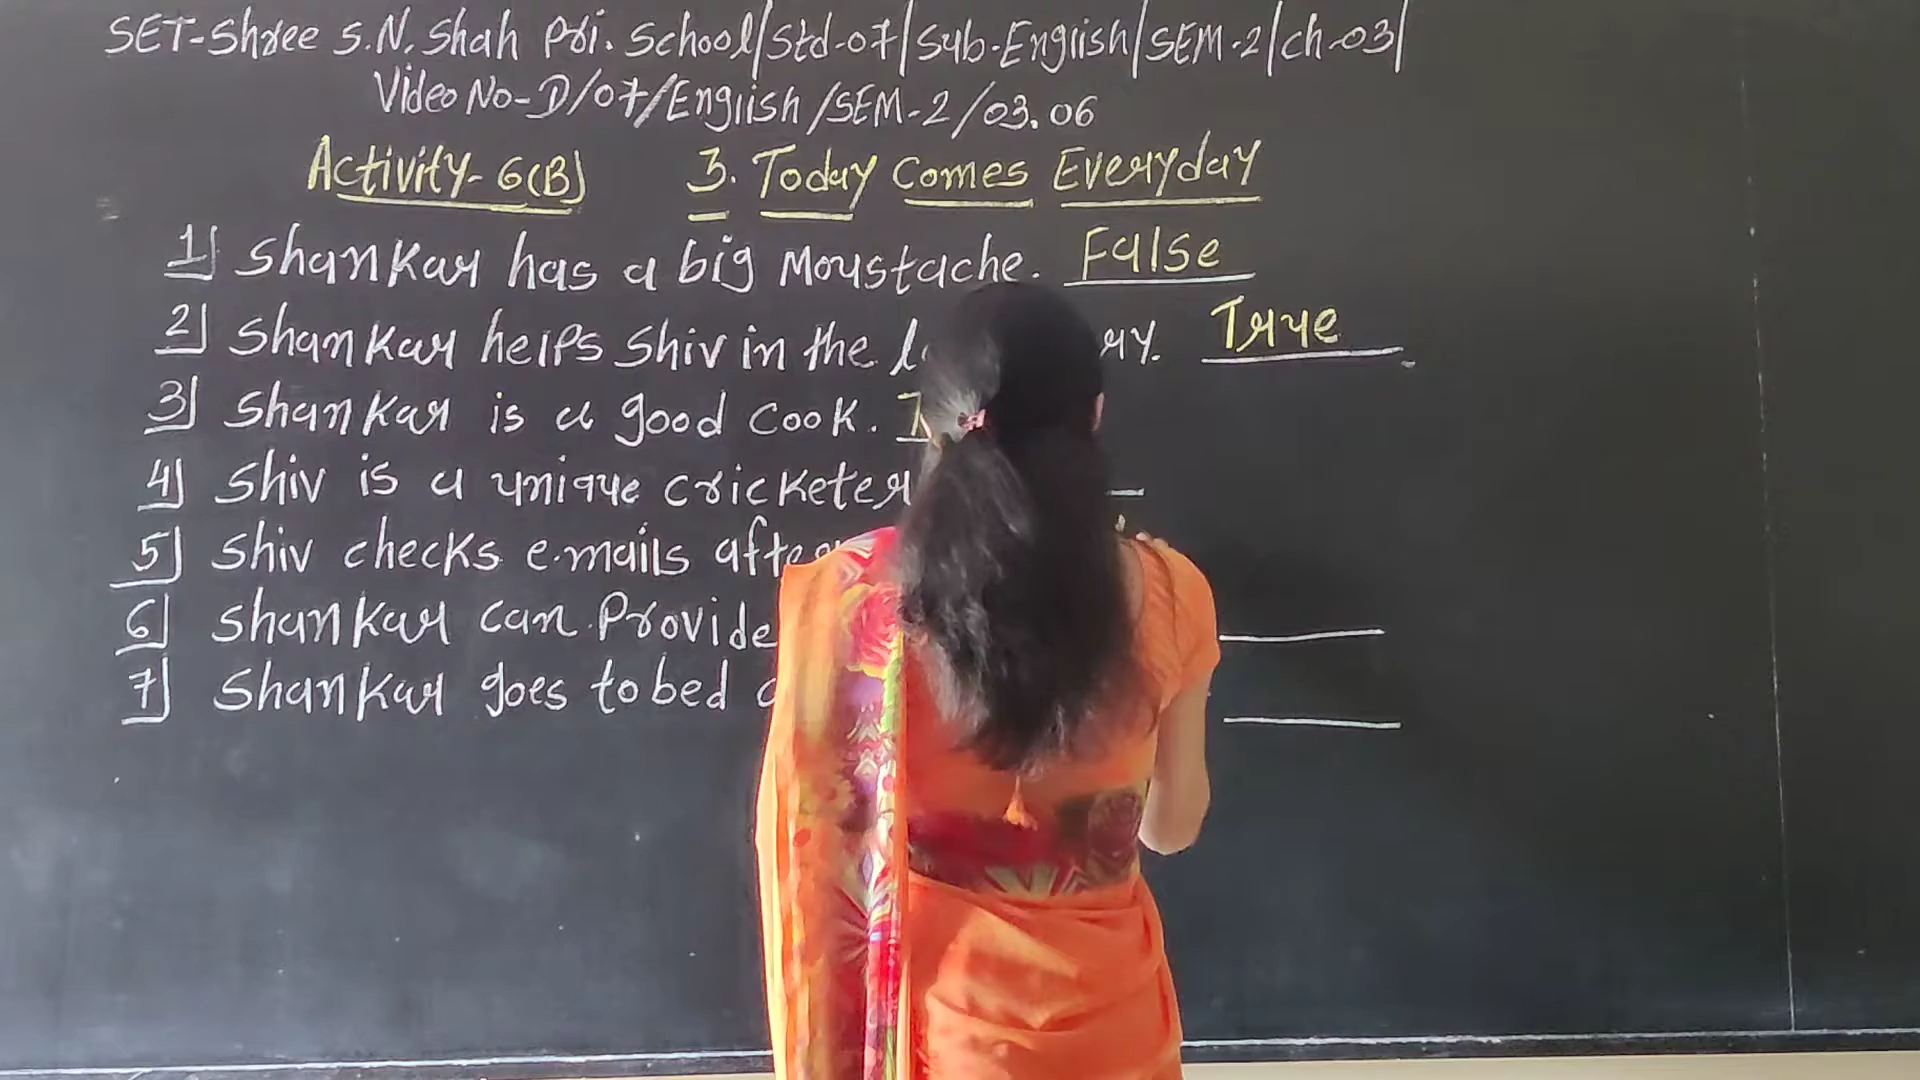 SET-Shree S.N. Shah Pri. School/Std-07/Sub-English/SEM-2/Ch-03/
Video No-D/07/English/SEM-2/03.06
Activity-6(B) 3. Today Comes Everyday
1] Shankar has a big Moustache. False
2] Shankar helps Shiv in the True
3] Shankar is a good cook.
4] Shiv is a unique cricketer
5] Shiv checks e.mails
6] Shankar can Provide
7] Shankar goes to bed